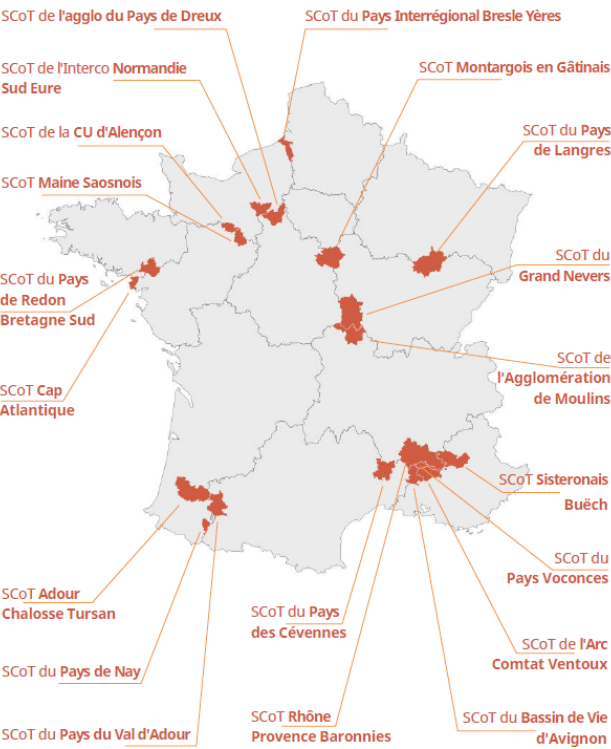 SCoT de l'agglo du Pays de Dreux
SCoT du Pays Interrégional Bresle Yères
SCoT de l'Interco Normandie
Sud Eure
SCoT Montargois en Gâtinais
SCoT de la CU d'Alençon
SCoT du Pays
de Langres
SCoT Maine Saosnois
SCoT du
Grand Nevers
SCoT du Pays
de Redon
Bretagne Sud
SCoT de
l'Agglomération
de Moulins
SCoT Cap
Atlantique
SCoT Sisteronais
Buëch
SCoT du
Pays Voconces
SCoT Adour
Chalosse Tursan
SCoT du Pays
des Cévennes
SCoT de l'Arc
Comtat Ventoux
SCoT du Pays de Nay
SCoT Rhône
Provence Baronnies
SCoT du Bassin de Vie
d'Avignon
SCoT du Pays du Val d'Adour